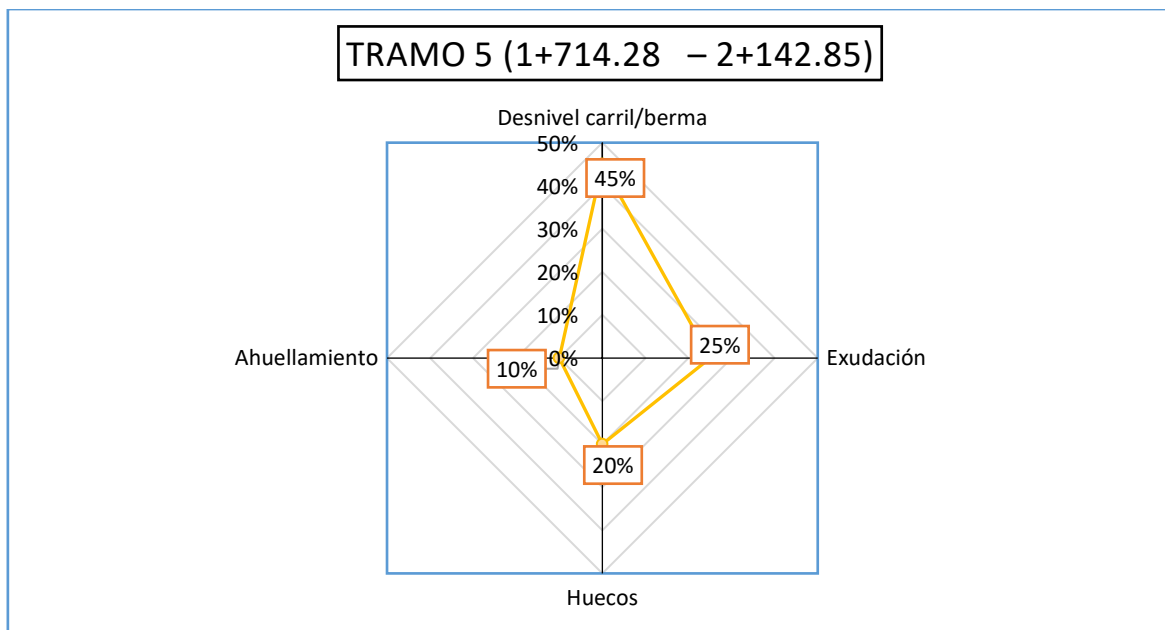 TRAMO 5 (1+714.28 – 2+142.85)
Desnivel carril/berma
50%
45%
40%
30%
20%
10%
25%
Ahuellamiento
10%
0%
Exudación
20%
Huecos